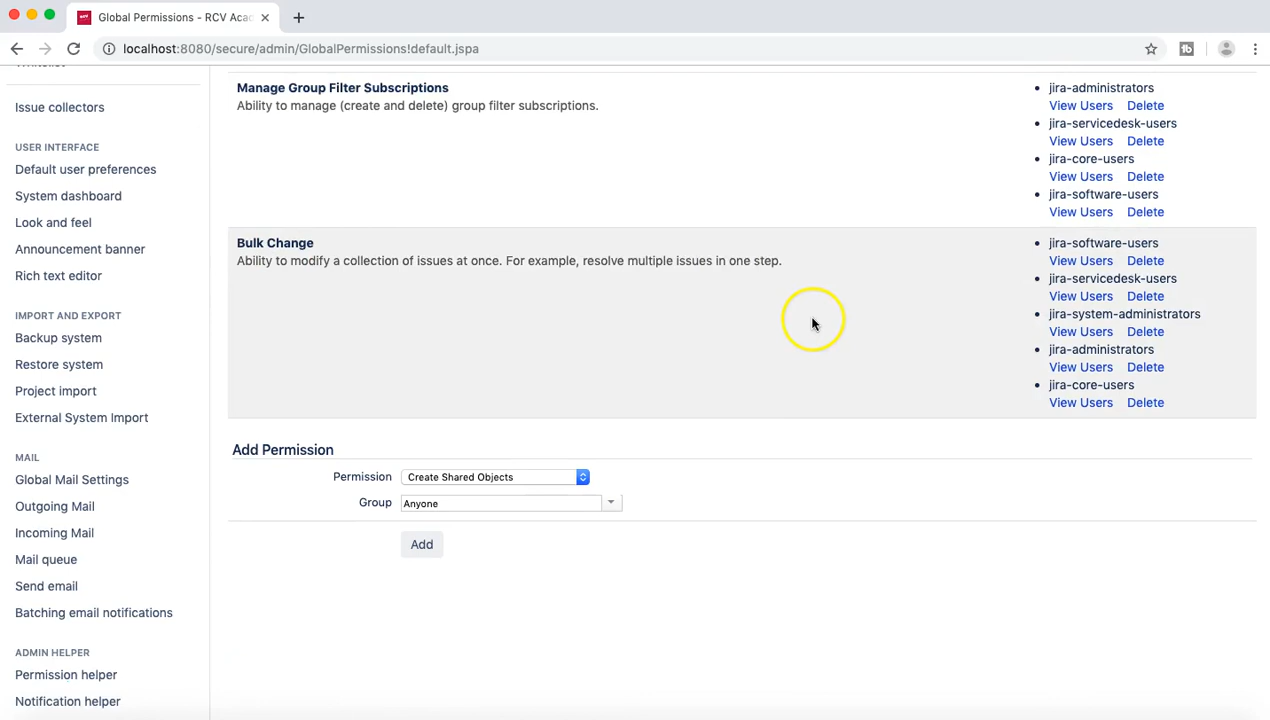 Global Permissions - RCV Aca
localhost:8080/secure/admin/GlobalPermissions!default.jspa
Whitelist
Issue collectors
USER INTERFACE
Default user preferences
System dashboard
Look and feel
Announcement banner
Rich text editor
IMPORT AND EXPORT
Backup system
Restore system
Project import
External System Import
MAIL
Global Mail Settings
Outgoing Mail
Incoming Mail
Mail queue
Send email
Batching email notifications
ADMIN HELPER
Permission helper
Notification helper
Manage Group Filter Subscriptions
Ability to manage (create and delete) group filter subscriptions.
jira-administrators
View Users Delete
jira-servicedesk-users
View Users Delete
jira-core-users
View Users Delete
jira-software-users
View Users Delete
Bulk Change
Ability to modify a collection of issues at once. For example, resolve multiple issues in one step.
jira-software-users
View Users Delete
jira-servicedesk-users
View Users Delete
jira-system-administrators
View Users Delete
jira-administrators
View Users Delete
jira-core-users
View Users Delete
Add Permission
Permission Create Shared Objects
Group Anyone
Add